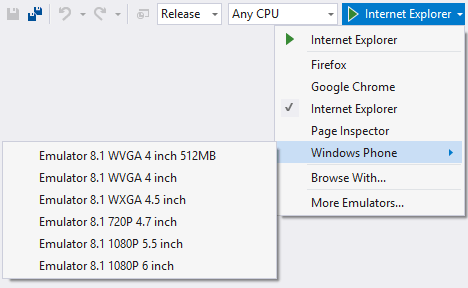 Release
Any CPU
Internet Explorer
Internet Explorer
Firefox
Google Chrome
Internet Explorer
Page Inspector
Windows Phone
Browse With...
More Emulators...
Emulator 8.1 WVGA 4 inch 512MB
Emulator 8.1 WVGA 4 inch
Emulator 8.1 WXGA 4.5 inch
Emulator 8.1 720P 4.7 inch
Emulator 8.1 1080P 5.5 inch
Emulator 8.1 1080P 6 inch